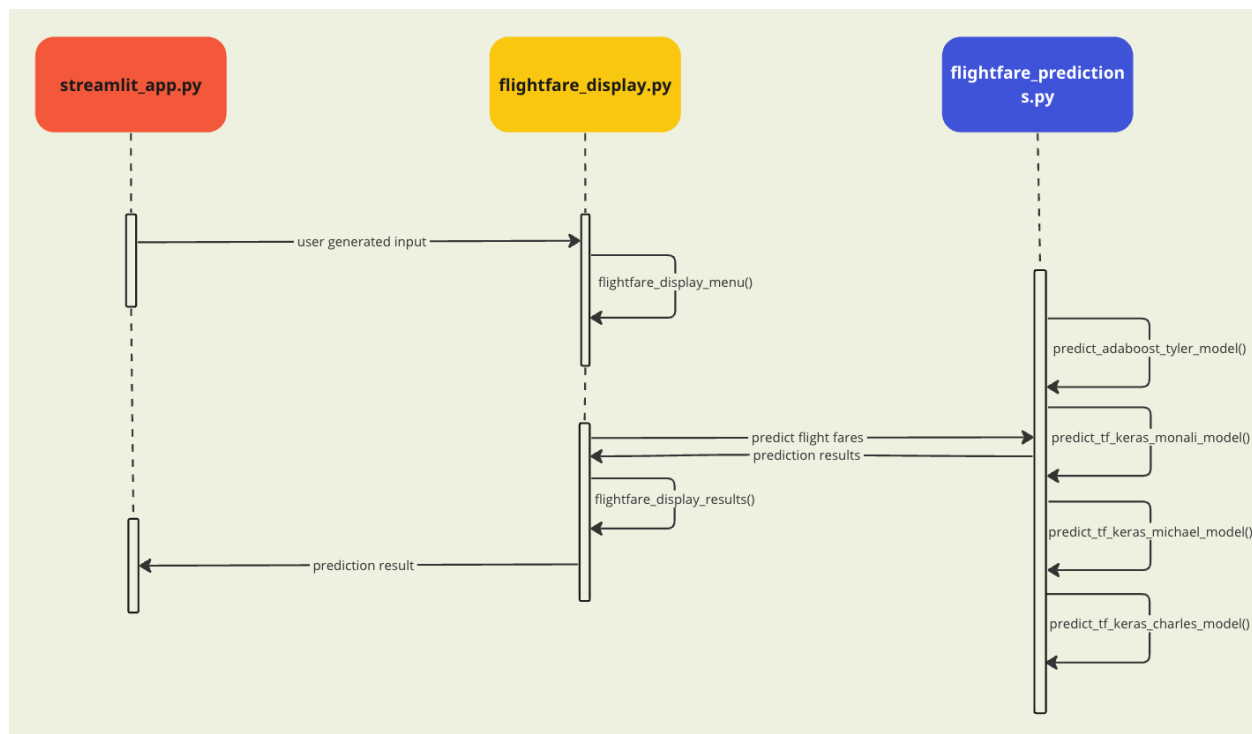 streamlit_app.py
flightfare_display.py
flightfare_prediction
s.py
user generated input
flightfare_display_menu()
predict_adaboost_tyler_model()
predict flight fares
predict_tf_keras_monali_model()
prediction results
flightfare_display_results()
predict_tf_keras_michael_model()
prediction result
predict_tf_keras_charles_model()